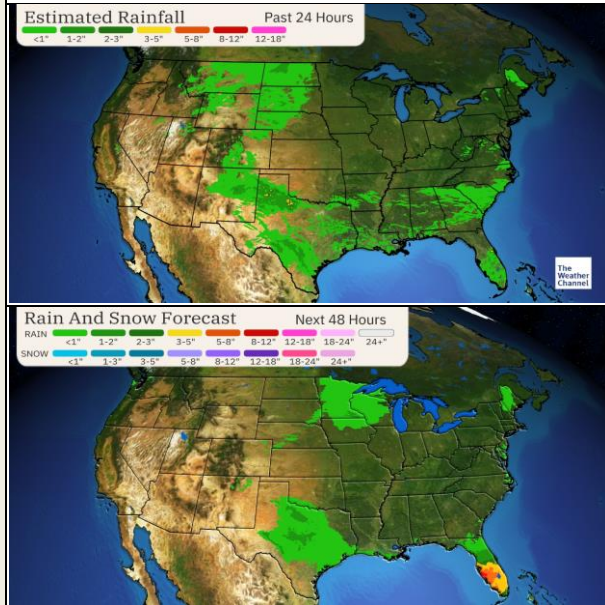 Estimated Rainfall Past 24 Hours
<1" 1-2" 2-3" 3-5" 5-8" 8-12" 12-18"
The
Weather
Channel
Rain And Snow Forecast Next 48 Hours
RAIN
<1" 1-2" 2-3" 3-5" 5-8" 8-12" 12-18" 18-24" 24+"
SNOW
<1" 1-3" 3-5" 5-8" 8-12" 12-18" 18-24" 24+"